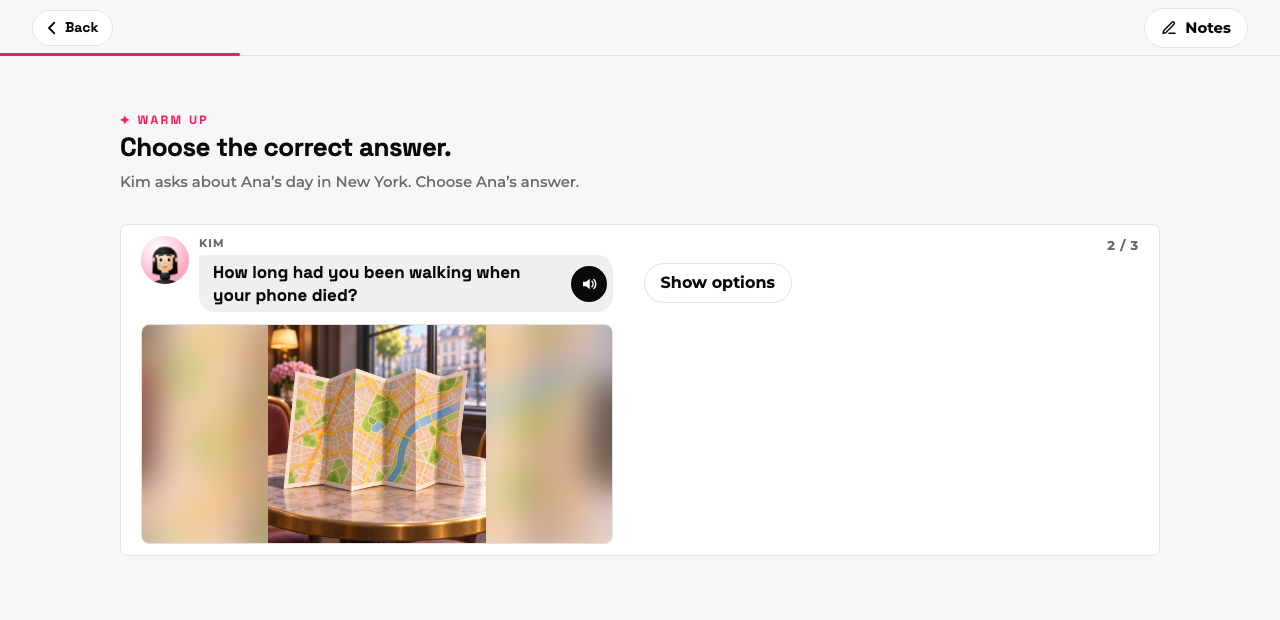 Back
Notes
WARM UP
Choose the correct answer.
Kim asks about Ana's day in New York. Choose Ana's answer.
KIM
2 / 3
How long had you been walking when
your phone died?
Show options